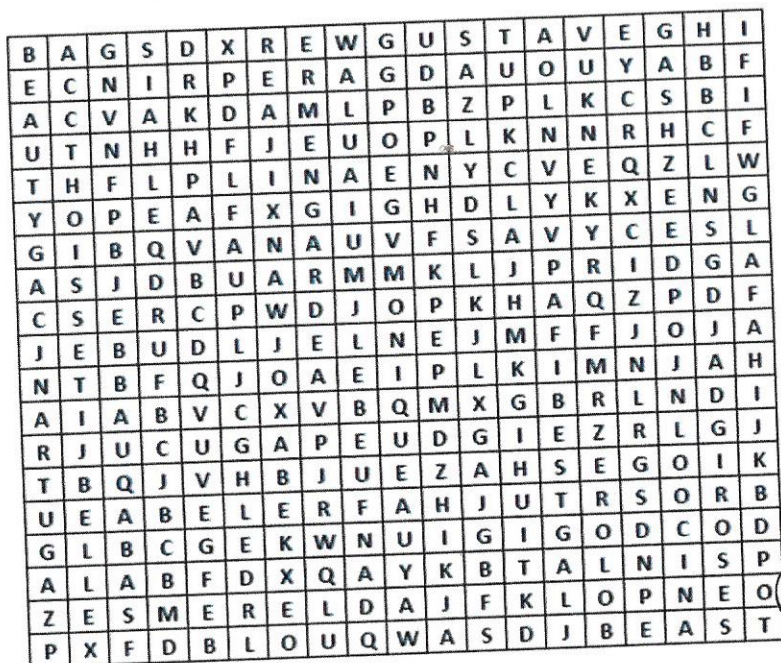 B A G S D X R E W G U S T A V E G H I
E C N I R P E R A G D A U O U Y A B F
A C V A K D A M L P B Z P L K C S B I
U T N H H F J E U O P L K N N R H C F
T H F L P L I N A E N Y C V E Q Z L W
Y O P E A F X G I G H D L Y K X E N G
G I B Q V A N A U V F S A V Y C E S L
A S J D B U A R M M K L J P R I D G A
C S E R C P W D J O P K H A Q Z P D F
J E B U D L J E L N E J M F F J O J A
N T B F Q J O A E I P L K I M N J A H
A I A B V C X V B Q M X G B R L N D I
R J U C U G A P E U D G I E Z R L G J
T B Q J V H B J U E Z A H S E G O I K
U E A B E L E R F A H J U T R S O R B
G L B C G E K W N U I G I G O D C O D
A L A B F D X Q A Y K B T A L N I S P
Z E S M E R E L D A J F K L O P N E O
P X F D B L O U Q W A S D J B E A S T